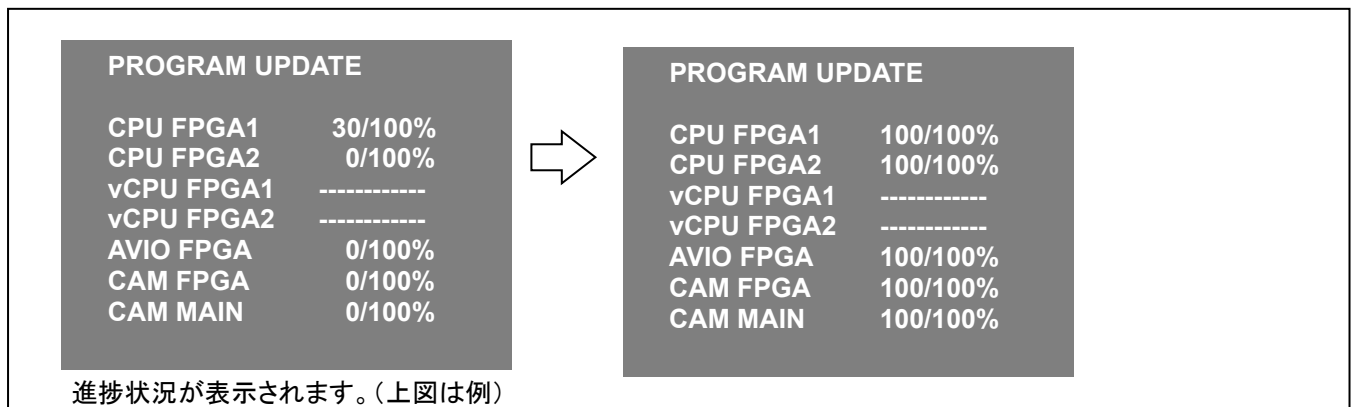 PROGRAM UPDATE
CPU FPGA1 30/100%
CPU FPGA2 0/100%
vCPU FPGA1 ------------
vCPU FPGA2 ------------
AVIO FPGA 0/100%
CAM FPGA 0/100%
CAM MAIN 0/100%
進捗状況が表示されます。（上図は例）
PROGRAM UPDATE
CPU FPGA1 100/100%
CPU FPGA2 100/100%
vCPU FPGA1 ------------
vCPU FPGA2 ------------
AVIO FPGA 100/100%
CAM FPGA 100/100%
CAM MAIN 100/100%